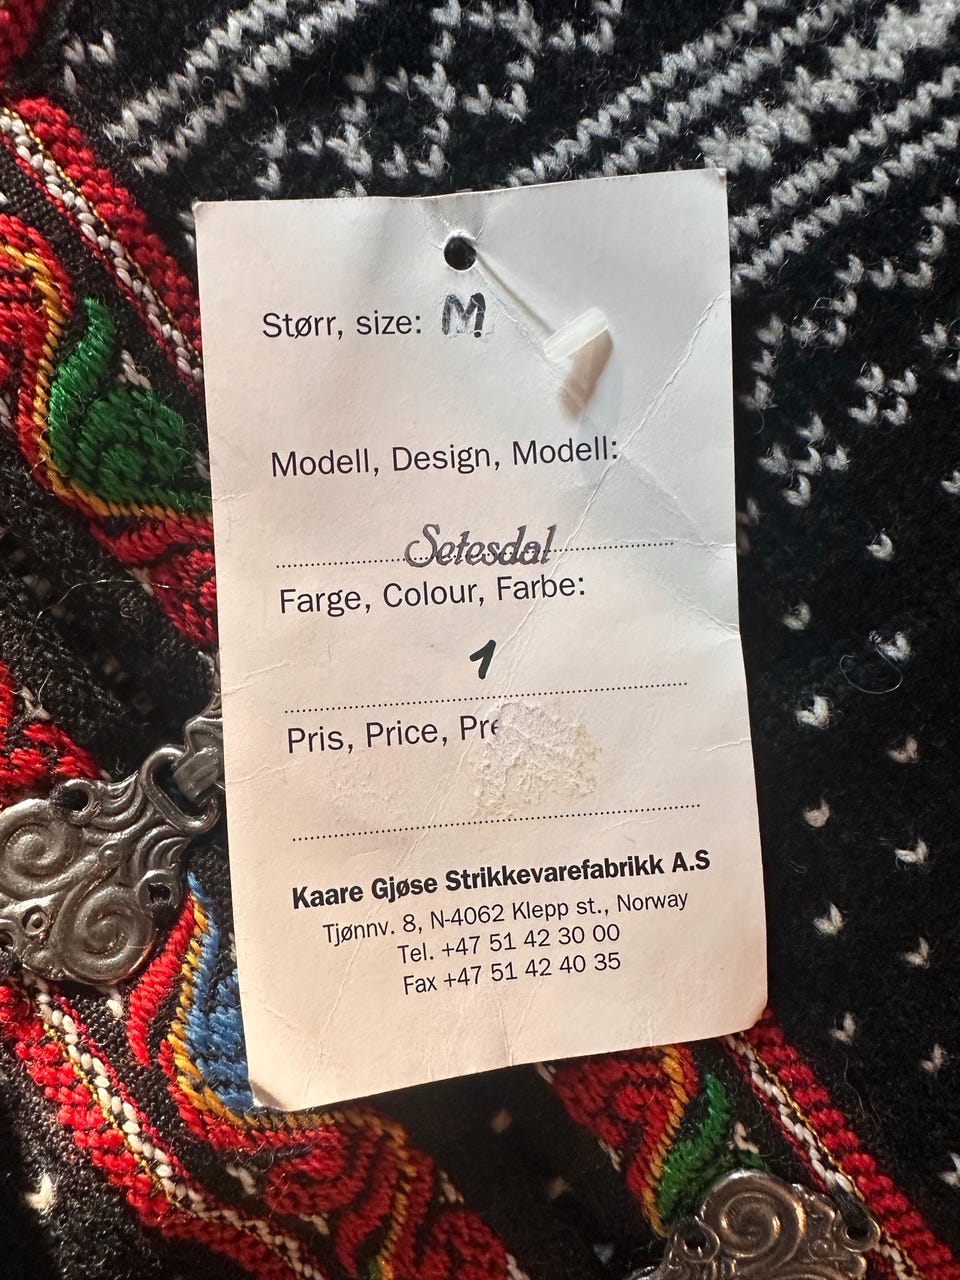 Størr, size: M
Modell, Design, Modell:
Setesdal
Farge, Colour, Farbe:
1
Pris, Price,
Kaare Gjøse Strikkevarefabrikk A.S
Tjønnv. 8, N-4062 Klepp st., Norway
Tel. +47 51 42 30 00
Fax +47 51 42 40 35